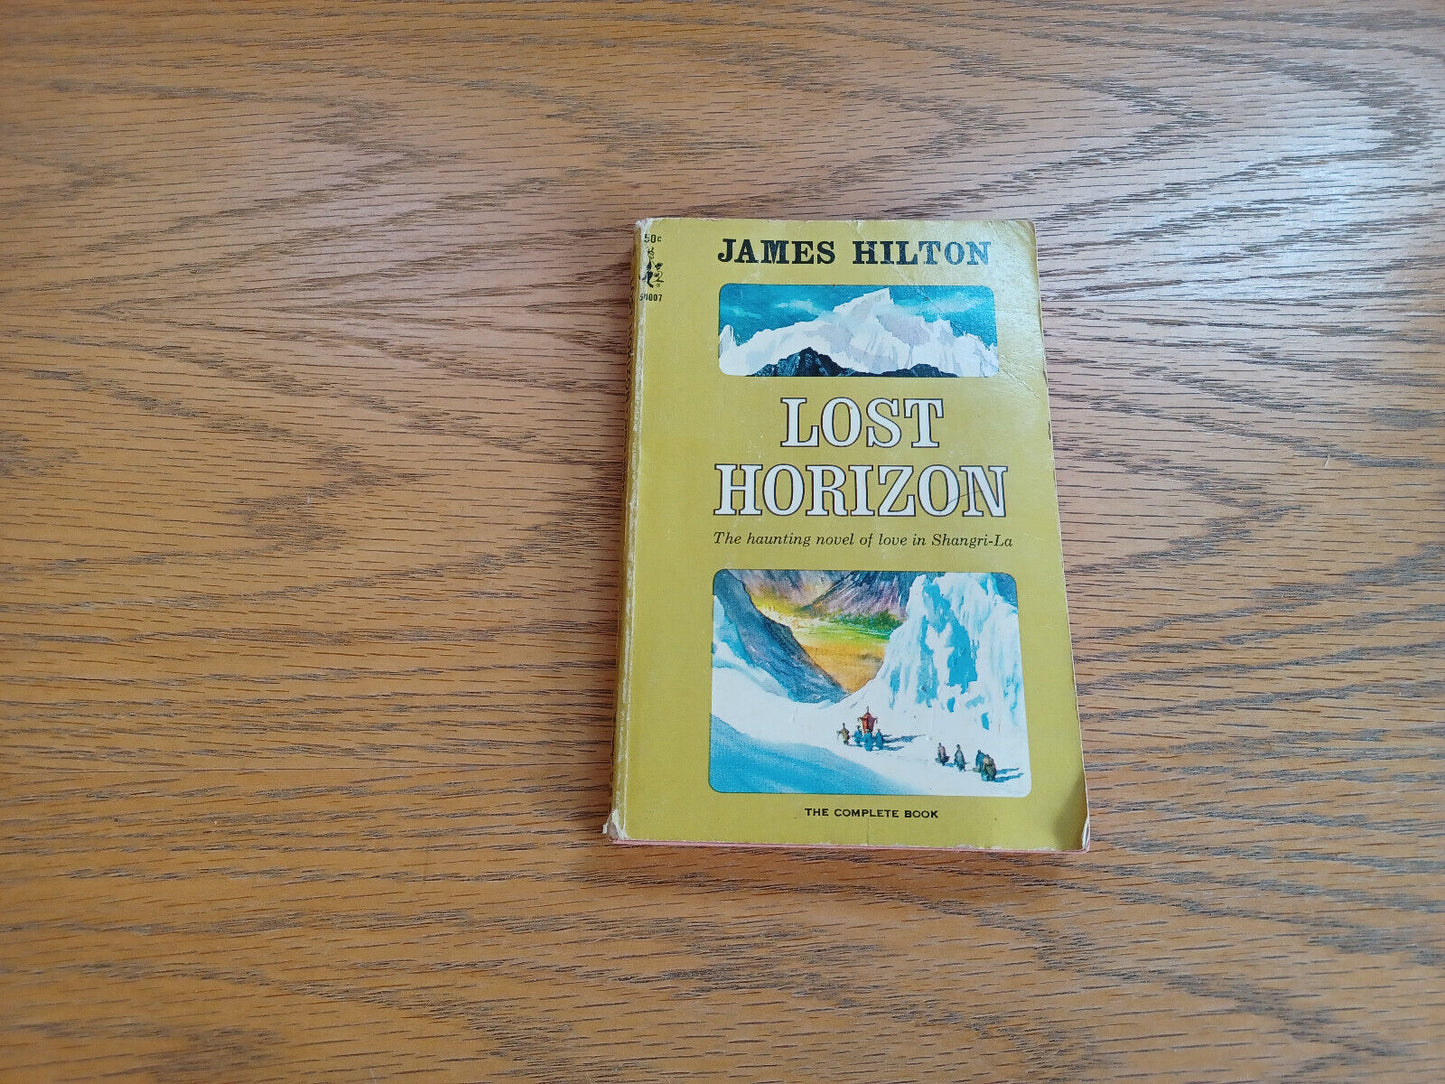 50c
JAMES HILTON
LOST
HORIZON
The haunting novel of love in Shangri-La
THE COMPLETE BOOK